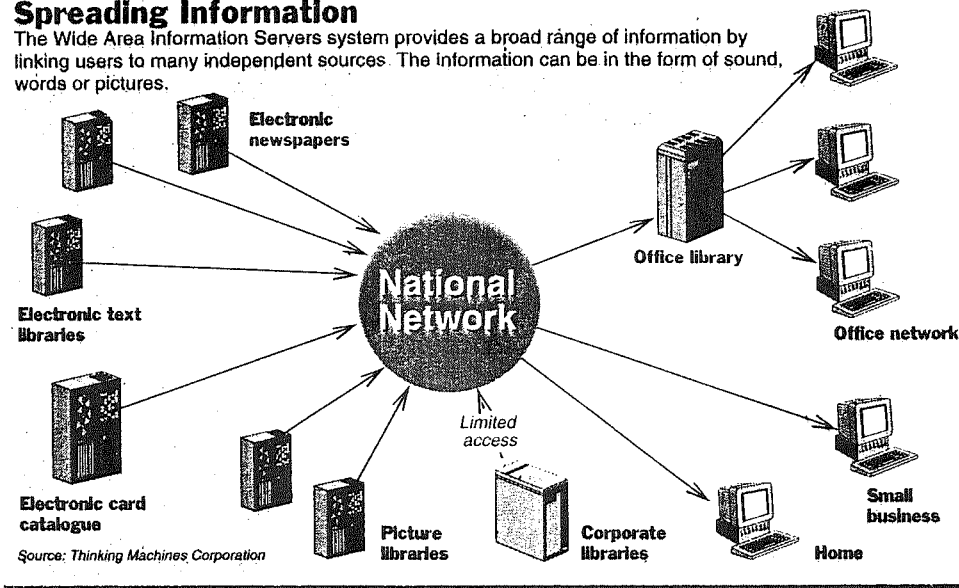 Spreading Information
The Wide Area Information Servers system provides a broad range of information by
linking users to many independent sources. The information can be in the form of sound,
words or pictures.
Electronic
newspapers
Electronic text
libraries
Electronic card
catalogue
Picture
libraries
Limited
access
Corporate
libraries
National
Network
Office library
Office network
Small
business
Home
Source: Thinking Machines Corporation